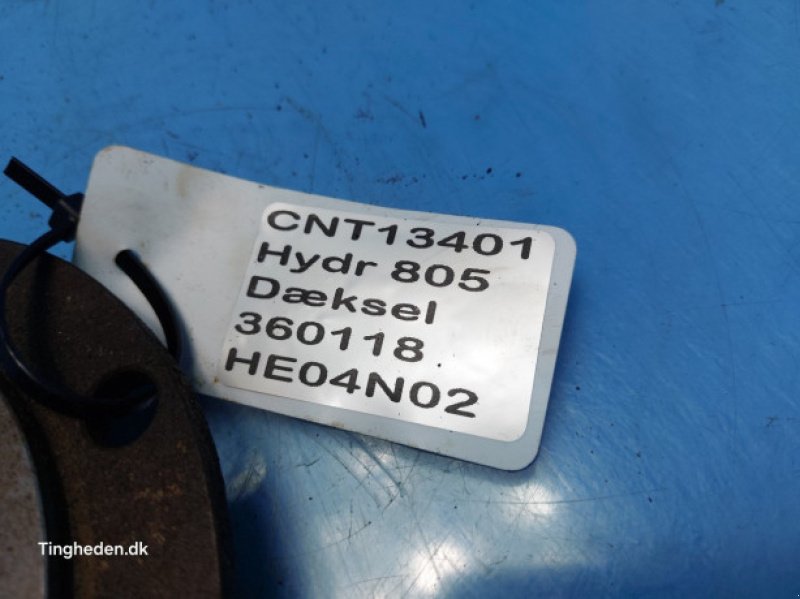 CNT13401
Hydr 805
Dæksel
360118
HE04N02
Tingheden.dk